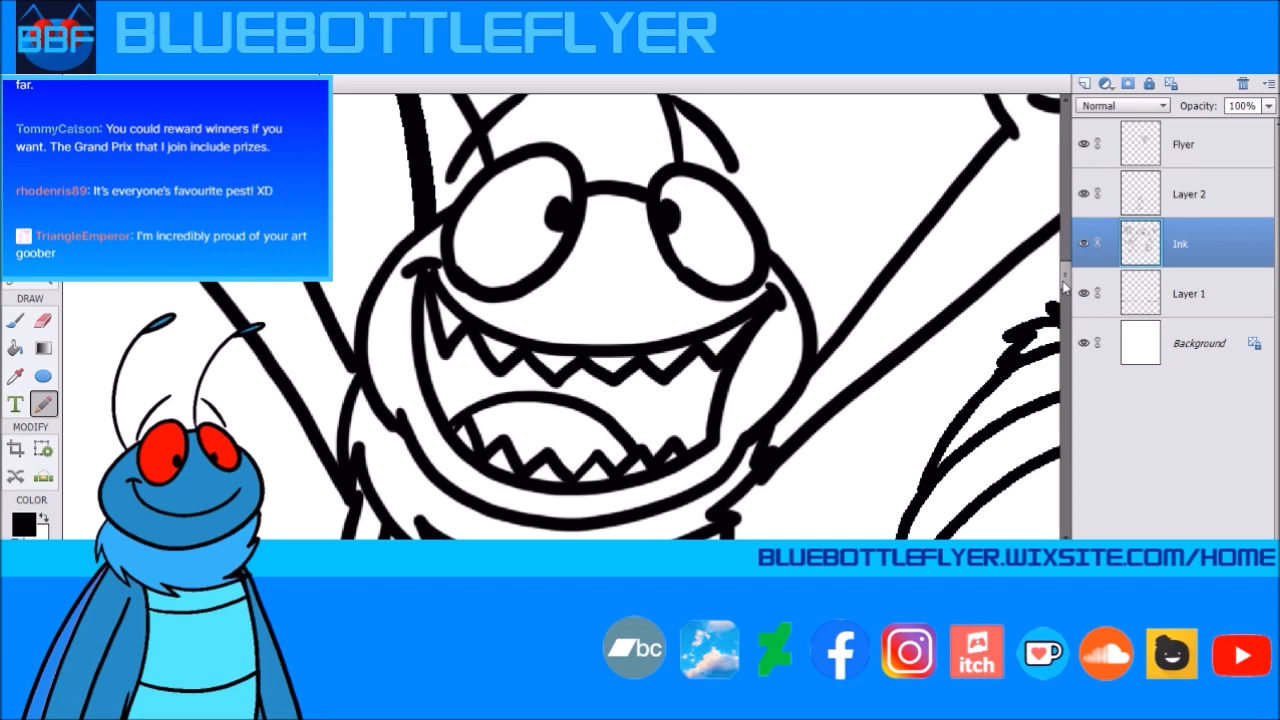 BBF
BLUEBOTTLEFLYER
far.
TommyCatson: You could reward winners if you
want. The Grand Prix that I join include prizes.
rhodenris89: It's everyone's favourite pest! XD
TriangleEmperor: I'm incredibly proud of your art
goober
DRAW
T
MODIFY
COLOR
Normal
Opacity: 100%
Flyer
Layer 2
Ink
Layer 1
Background
BLUEBOTTLEFLYER.WIXSITE.COM/HOME
bc
f
itch